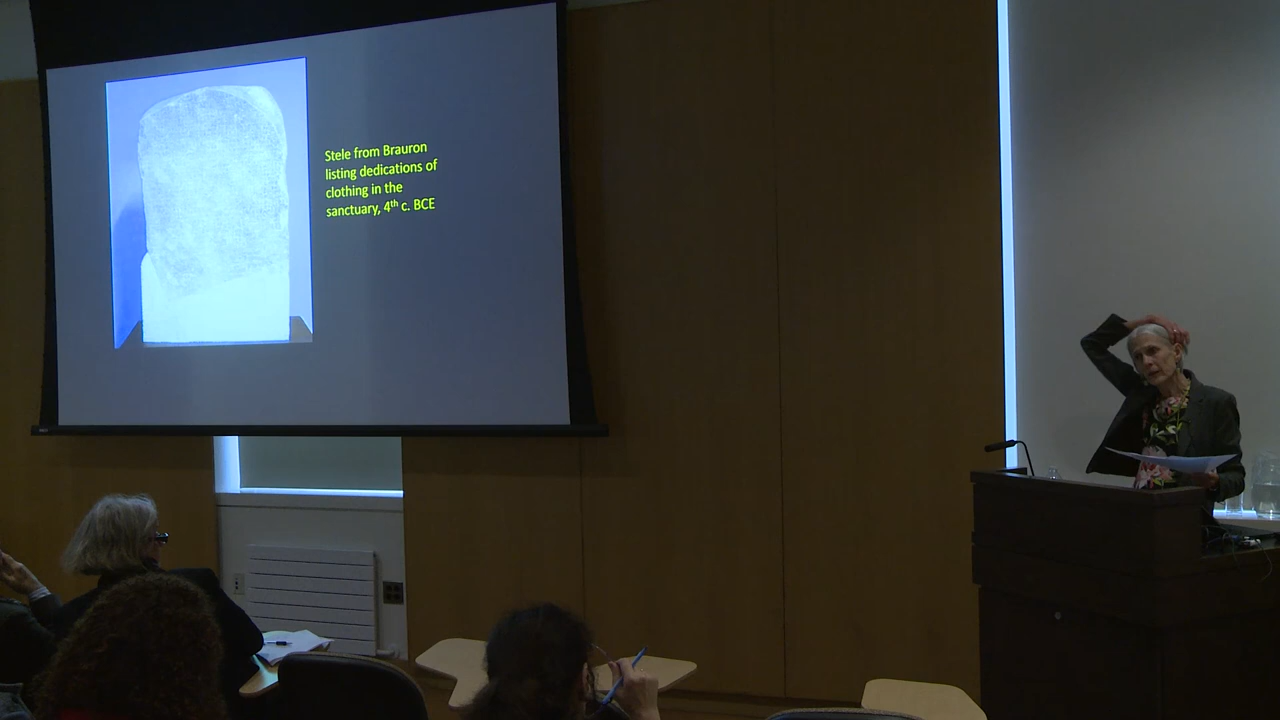 Stele from Brauron
listing dedications of
clothing in the
sanctuary, 4th c. BCE